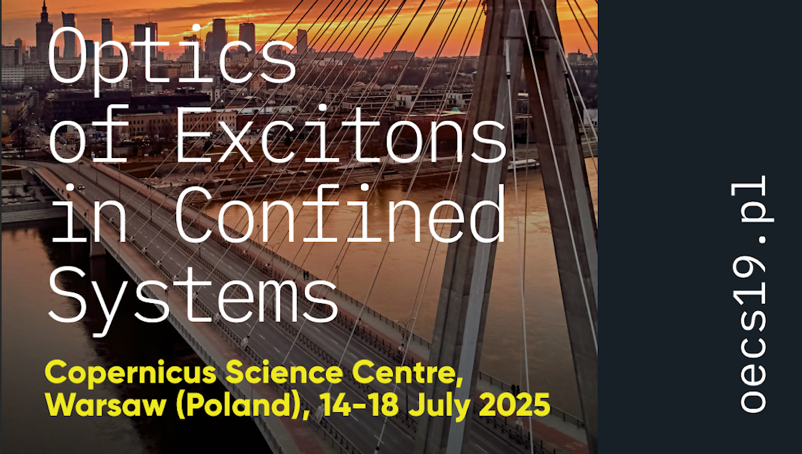 Optics
of Excitons
in Confined
Systems
Copernicus Science Centre,
Warsaw (Poland), 14-18 July 2025
oecs19.pl